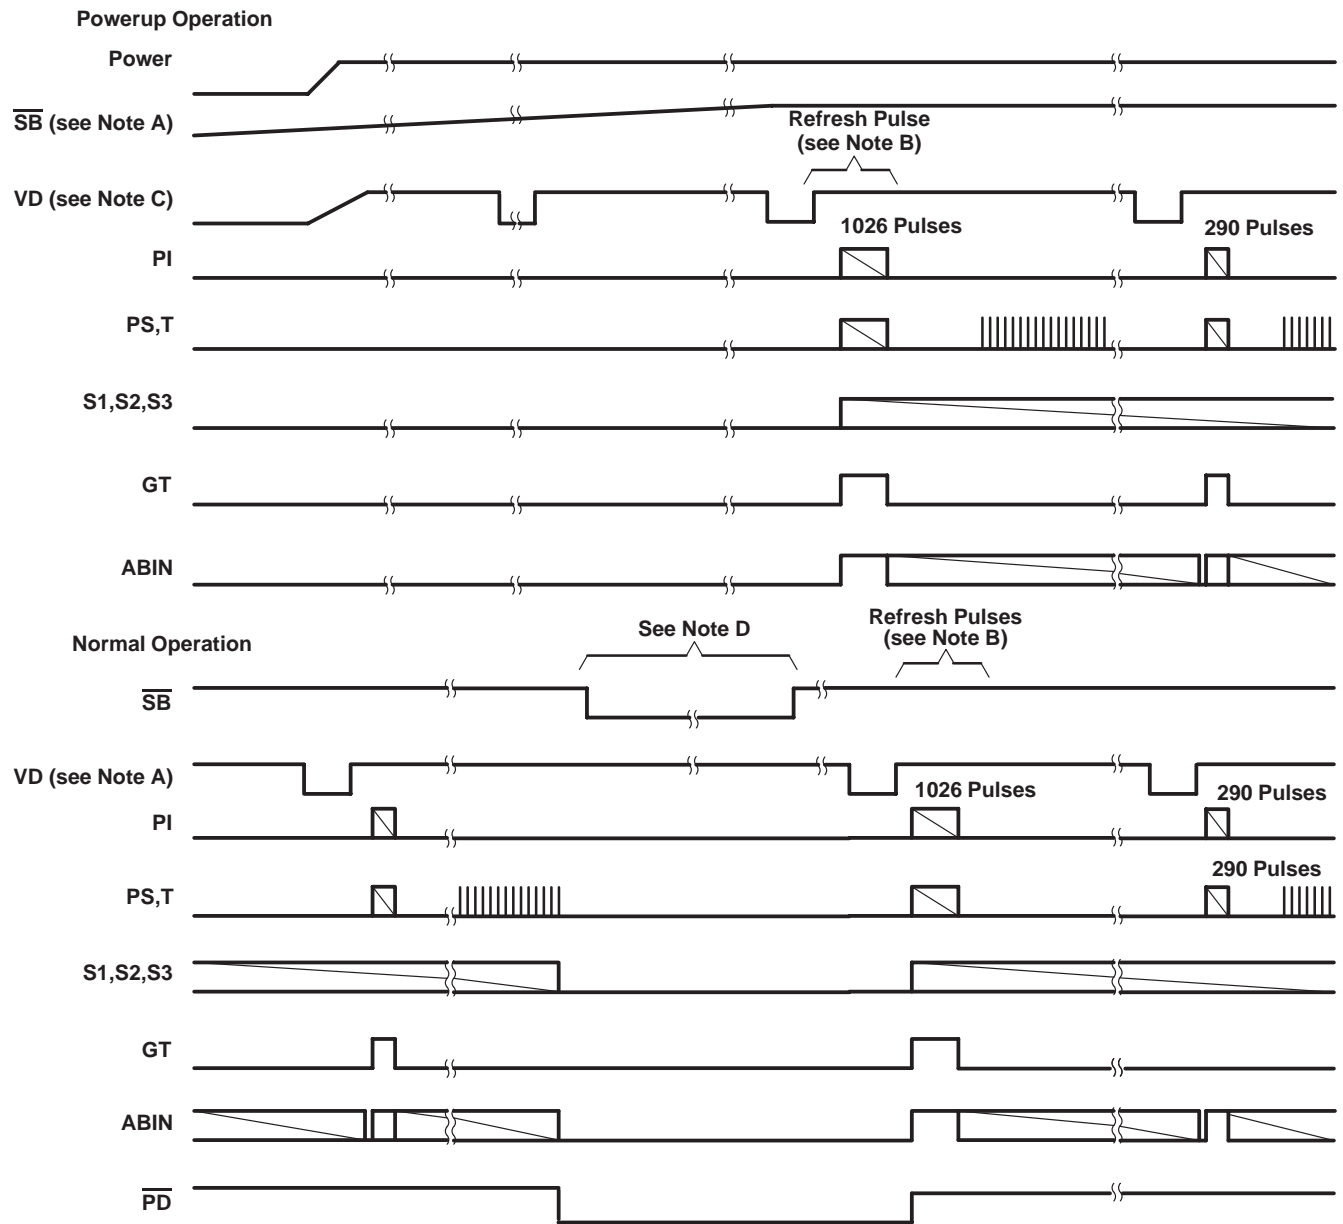 Powerup Operation
Power
SB (see Note A)
Refresh Pulse
(see Note B)
VD (see Note C)
1026 Pulses
290 Pulses
PI
PS,T
S1,S2,S3
GT
ABIN
Normal Operation
See Note D
Refresh Pulses
(see Note B)
SB
VD (see Note A)
1026 Pulses
290 Pulses
PI
290 Pulses
PS,T
S1,S2,S3
GT
ABIN
PD